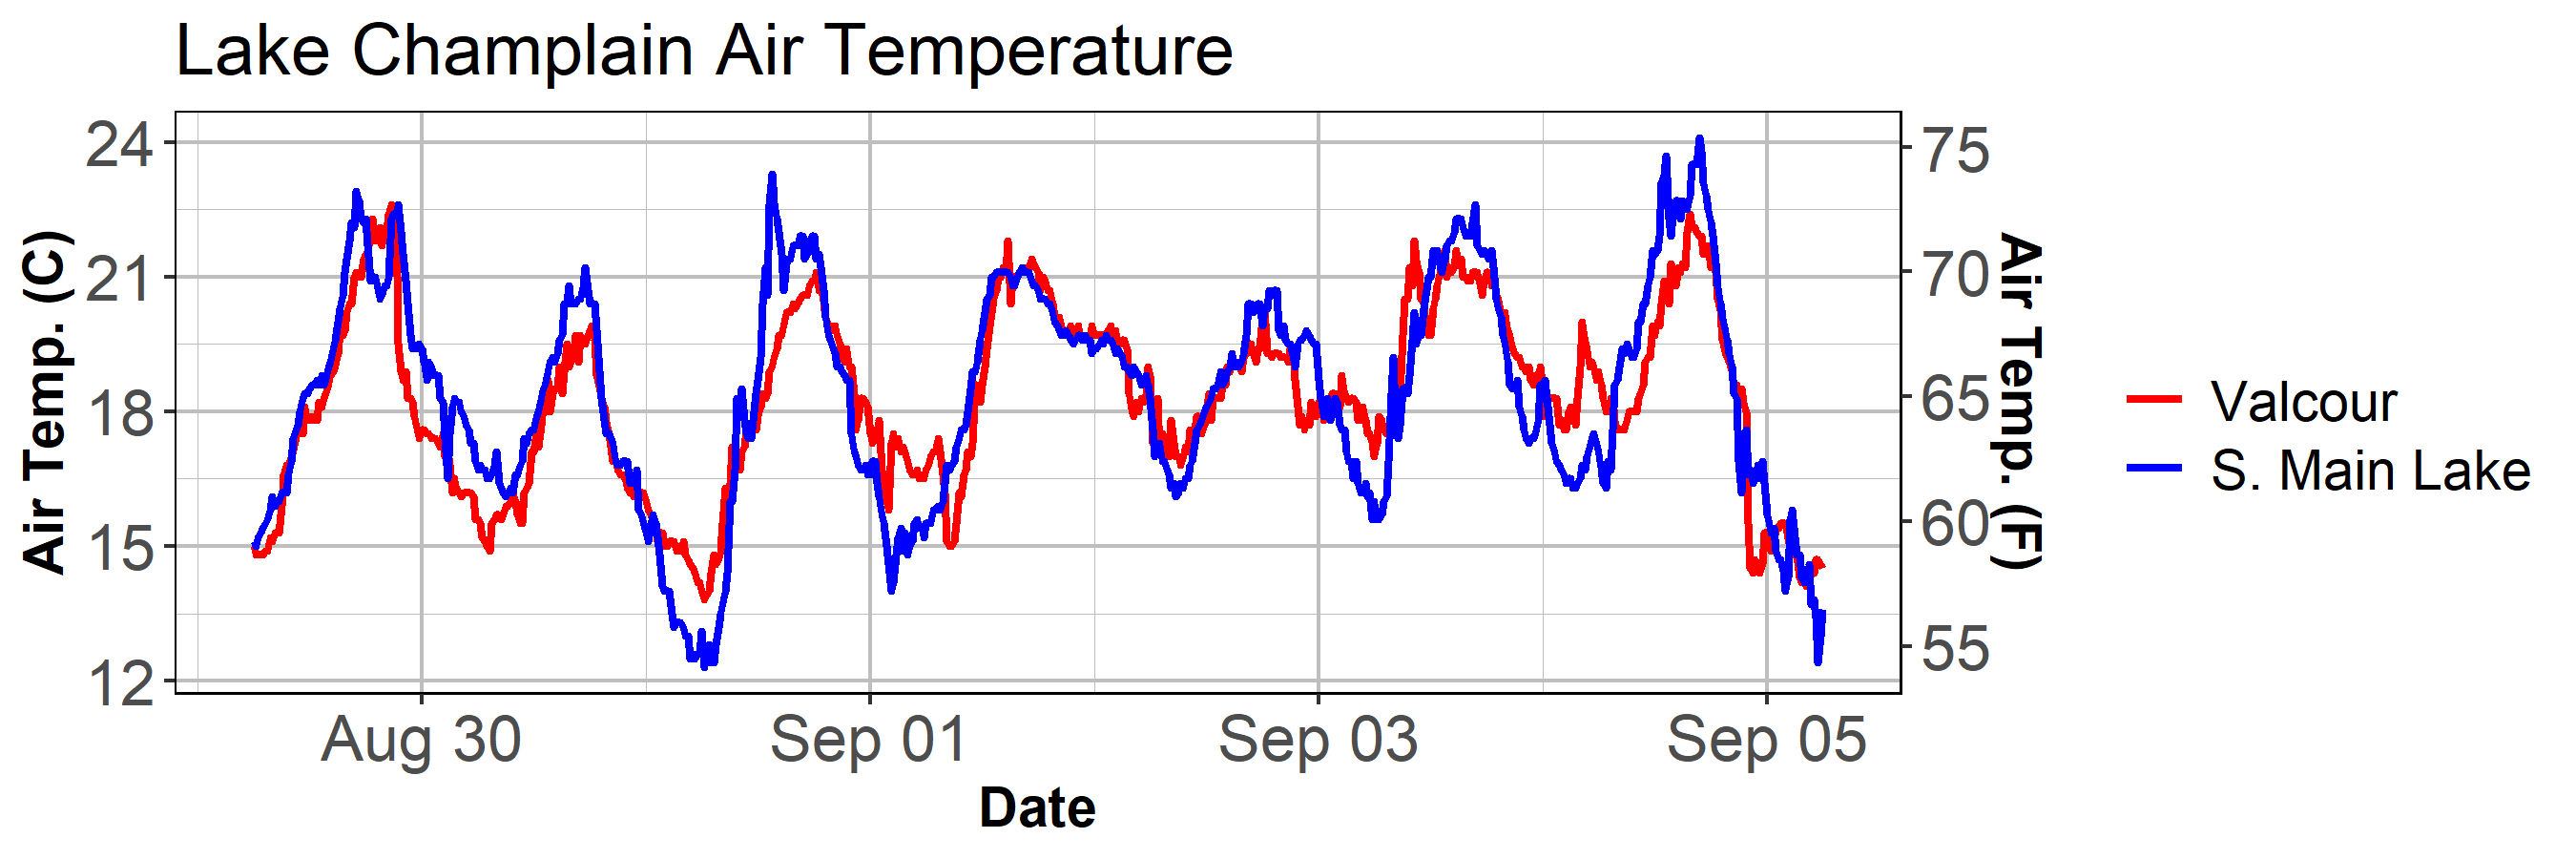 Lake Champlain Air Temperature
Air Temp. (C)
24
21
18
15
12
75
70
65
60
55
Air Temp. (F)
Aug 30
Sep 01
Sep 03
Sep 05
Date
Valcour
S. Main Lake